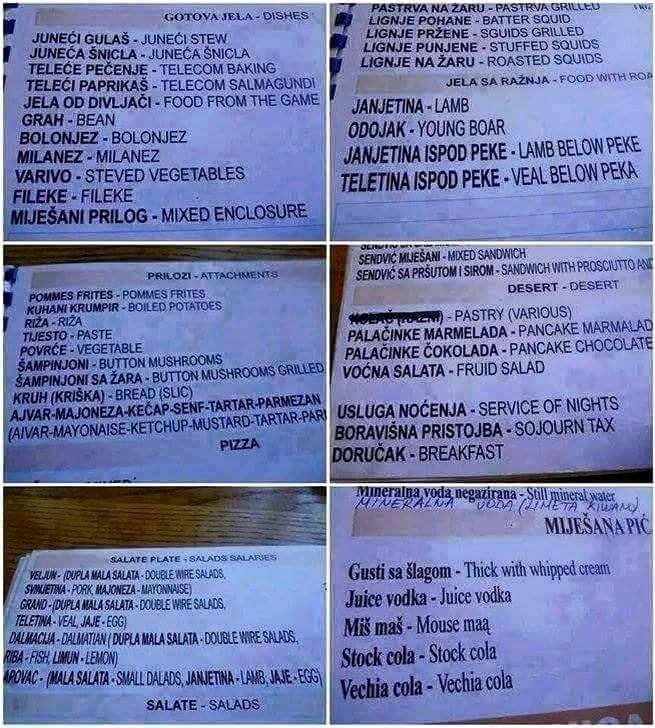 GOTOVA JELA - DISHES
JUNEĆI GULAŠ - JUNEĆI STEW
JUNEĆA ŠNICLA - JUNEĆA ŠNICLA
TELEĆE PEČENJE - TELECOM BAKING
TELEĆI PAPRIKAŠ - TELECOM SALMAGUNDI
JELA OD DIVLJAČI - FOOD FROM THE GAME
GRAH - BEAN
BOLONJEZ - BOLONJEZ
MILANEZ - MILANEZ
VARIVO - STEVED VEGETABLES
FILEKE - FILEKE
MIJEŠANI PRILOG - MIXED ENCLOSURE
PASTRVA NA ŽARU - PASTRVA GRILLED
LIGNJE POHANE - BATTER SQUID
LIGNJE PRŽENE - SGUIDS GRILLED
LIGNJE PUNJENE - STUFFED SQUIDS
LIGNJE NA ŽARU - ROASTED SQUIDS
JELA SA RAŽNJA - FOOD WITH ROA
JANJETINA - LAMB
ODOJAK - YOUNG BOAR
JANJETINA ISPOD PEKE - LAMB BELOW PEKE
TELETINA ISPOD PEKE - VEAL BELOW PEKA
PRILOZI - ATTACHMENTS
POMMES FRITES - POMMES FRITES
KUHANI KRUMPIR - BOILED POTATOES
RIŽA - RIŽA
TIJESTO - PASTE
POVRĆE - VEGETABLE
ŠAMPINJONI - BUTTON MUSHROOMS
ŠAMPINJONI SA ŽARA - BUTTON MUSHROOMS GRILLED
KRUH (KRIŠKA) - BREAD (SLIC)
AJVAR-MAJONEZA-KEČAP-SENF-TARTAR-PARMEZAN
(AIVAR-MAYONAISE-KETCHUP-MUSTARD-TARTAR-PAR
PIZZA
SENDVIČ MIJEŠANI - MIXED SANDWICH
SENDVIČ SA PRŠUTOM I SIROM - SANDWICH WITH PROSCIUTTO AND
DESERT - DESERT
KOLAČ (RAZNI) - PASTRY (VARIOUS)
PALAČINKE MARMELADA - PANCAKE MARMALAD
PALAČINKE ČOKOLADA - PANCAKE CHOCOLATE
VOĆNA SALATA - FRUID SALAD
USLUGA NOĆENJA - SERVICE OF NIGHTS
BORAVIŠNA PRISTOJBA - SOJOURN TAX
DORUČAK - BREAKFAST
SALATE PLATE - SALADS SALARIES
VELJUN - (DUPLA MALA SALATA - DOUBLE WIRE SALADS,
SVINJETINA - PORK, MAJONEZA - MAYONNAISE)
GRAND - (DUPLA MALA SALATA - DOUBLE WIRE SALADS,
TELETINA - VEAL, JAJE - EGG)
DALMACIJA - DALMATIAN ( DUPLA MALA SALATA - DOUBLE WIRE SALADS,
RIBA - FISH, LIMUN - LEMON)
APOVAC - (MALA SALATA - SMALL DALADS, JANJETINA - LAMB, JAJE - EGG)
SALATE - SALADS
Mineralna voda negazirana - Still mineral water
MINERALNA VODA (LIMETA KIWANO)
MIJEŠANA PIĆ
Gusti sa šlagom - Thick with whipped cream
Juice vodka - Juice vodka
Miš maš - Mouse maą
Stock cola - Stock cola
Vechia cola - Vechia cola